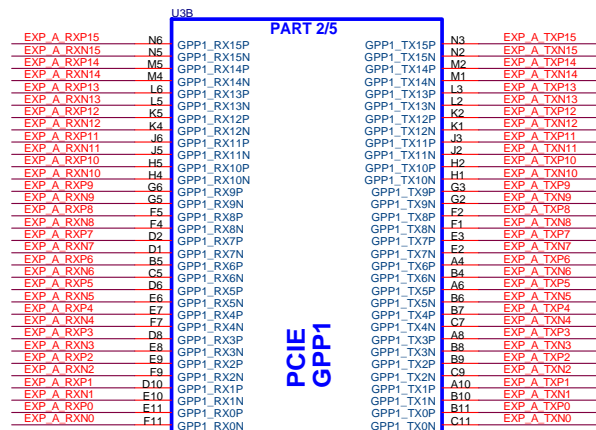 U3B
PART 2/5
EXP_A_RXP15 N6 GPP1_RX15P GPP1_TX15P N3 EXP_A_TXP15
EXP_A_RXN15 N5 GPP1_RX15N GPP1_TX15N N2 EXP_A_TXN15
EXP_A_RXP14 M5 GPP1_RX14P GPP1_TX14P M2 EXP_A_TXP14
EXP_A_RXN14 M4 GPP1_RX14N GPP1_TX14N M1 EXP_A_TXN14
EXP_A_RXP13 L6 GPP1_RX13P GPP1_TX13P L3 EXP_A_TXP13
EXP_A_RXN13 L5 GPP1_RX13N GPP1_TX13N L2 EXP_A_TXN13
EXP_A_RXP12 K5 GPP1_RX12P GPP1_TX12P K2 EXP_A_TXP12
EXP_A_RXN12 K4 GPP1_RX12N GPP1_TX12N K1 EXP_A_TXN12
EXP_A_RXP11 J6 GPP1_RX11P GPP1_TX11P J3 EXP_A_TXP11
EXP_A_RXN11 J5 GPP1_RX11N GPP1_TX11N J2 EXP_A_TXN11
EXP_A_RXP10 H5 GPP1_RX10P GPP1_TX10P H2 EXP_A_TXP10
EXP_A_RXN10 H4 GPP1_RX10N GPP1_TX10N H1 EXP_A_TXN10
EXP_A_RXP9 G6 GPP1_RX9P GPP1_TX9P G3 EXP_A_TXP9
EXP_A_RXN9 G5 GPP1_RX9N GPP1_TX9N G2 EXP_A_TXN9
EXP_A_RXP8 F5 GPP1_RX8P GPP1_TX8P F2 EXP_A_TXP8
EXP_A_RXN8 F4 GPP1_RX8N GPP1_TX8N F1 EXP_A_TXN8
EXP_A_RXP7 D2 GPP1_RX7P GPP1_TX7P E3 EXP_A_TXP7
EXP_A_RXN7 D1 GPP1_RX7N GPP1_TX7N E2 EXP_A_TXN7
EXP_A_RXP6 B5 GPP1_RX6P GPP1_TX6P A4 EXP_A_TXP6
EXP_A_RXN6 C5 GPP1_RX6N GPP1_TX6N B4 EXP_A_TXN6
EXP_A_RXP5 D6 GPP1_RX5P GPP1_TX5P A6 EXP_A_TXP5
EXP_A_RXN5 E6 GPP1_RX5N GPP1_TX5N B6 EXP_A_TXN5
EXP_A_RXP4 E7 GPP1_RX4P GPP1_TX4P B7 EXP_A_TXP4
EXP_A_RXN4 F7 GPP1_RX4N GPP1_TX4N C7 EXP_A_TXN4
EXP_A_RXP3 D8 GPP1_RX3P GPP1_TX3P A8 EXP_A_TXP3
EXP_A_RXN3 E8 GPP1_RX3N GPP1_TX3N B8 EXP_A_TXN3
EXP_A_RXP2 E9 GPP1_RX2P GPP1_TX2P B9 EXP_A_TXP2
EXP_A_RXN2 F9 GPP1_RX2N GPP1_TX2N C9 EXP_A_TXN2
EXP_A_RXP1 D10 GPP1_RX1P GPP1_TX1P A10 EXP_A_TXP1
EXP_A_RXN1 E10 GPP1_RX1N GPP1_TX1N B10 EXP_A_TXN1
EXP_A_RXP0 E11 GPP1_RX0P GPP1_TX0P B11 EXP_A_TXP0
EXP_A_RXN0 F11 GPP1_RX0N GPP1_TX0N C11 EXP_A_TXN0
PCIE
GPP1